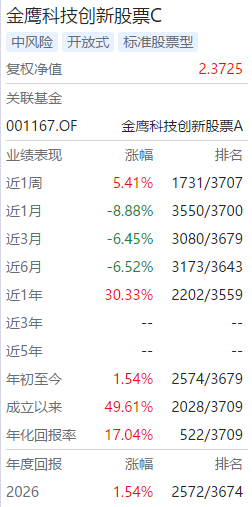 金鹰科技创新股票C
中风险 开放式 标准股票型
复权净值 2.3725
关联基金
001167.OF 金鹰科技创新股票A
业绩表现 涨幅 排名
近1周 5.41% 1731/3707
近1月 -8.88% 3550/3700
近3月 -6.45% 3080/3679
近6月 -6.52% 3173/3643
近1年 30.33% 2202/3559
近3年 -- --
近5年 -- --
年初至今 1.54% 2574/3679
成立以来 49.61% 2028/3709
年化回报率 17.04% 522/3709
年度回报 涨幅 排名
2026 1.54% 2572/3674